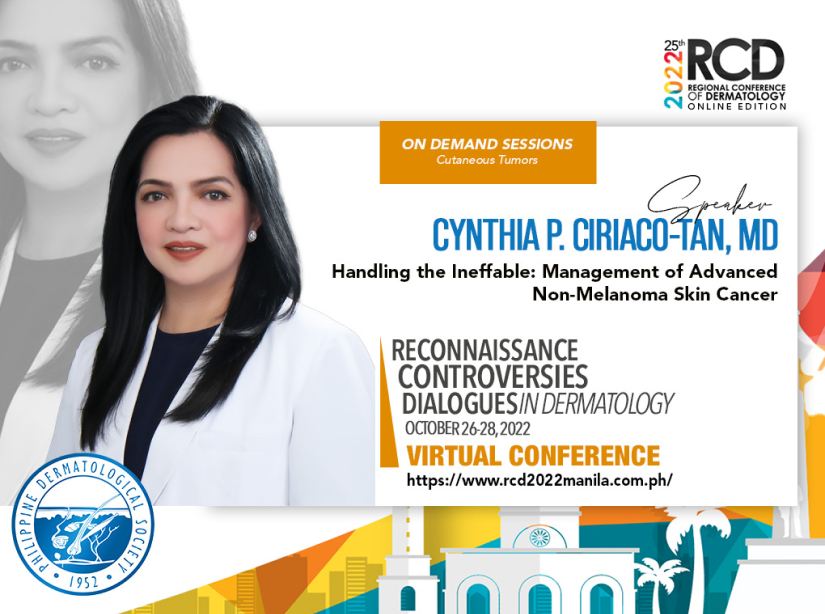 25th
2022
RCD
REGIONAL CONFERENCE
OF DERMATOLOGY
ONLINE EDITION
ON DEMAND SESSIONS
Cutaneous Tumors
Speaker
CYNTHIA P. CIRIACO-TAN, MD
Handling the Ineffable: Management of Advanced
Non-Melanoma Skin Cancer
RECONNAISSANCE
CONTROVERSIES
DIALOGUES IN DERMATOLOGY
OCTOBER 26-28, 2022
VIRTUAL CONFERENCE
https://www.rcd2022manila.com.ph/
PHILIPPINE DERMATOLOGICAL SOCIETY
• 1952 •